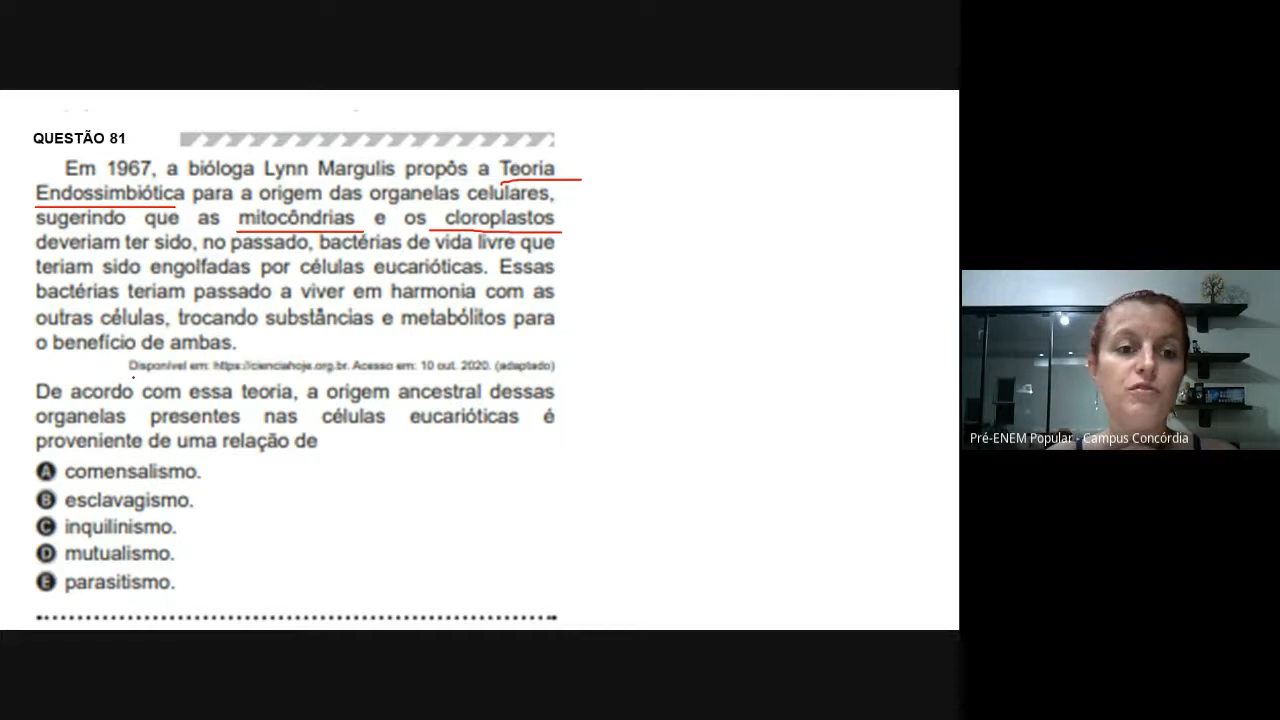 QUESTÃO 81
Em 1967, a bióloga Lynn Margulis propôs a Teoria
Endossimbiótica para a origem das organelas celulares,
sugerindo que as mitocôndrias e os cloroplastos
deveriam ter sido, no passado, bactérias de vida livre que
teriam sido engolfadas por células eucarióticas. Essas
bactérias teriam passado a viver em harmonia com as
outras células, trocando substâncias e metabólitos para
o benefício de ambas.
Disponível em: https://cienciahoje.org.br. Acesso em: 10 out. 2020. (adaptado)
De acordo com essa teoria, a origem ancestral dessas
organelas presentes nas células eucarióticas é
proveniente de uma relação de
A comensalismo.
B esclavagismo.
C inquilinismo.
D mutualismo.
E parasitismo.
Pré-ENEM Popular - Campus Concórdia